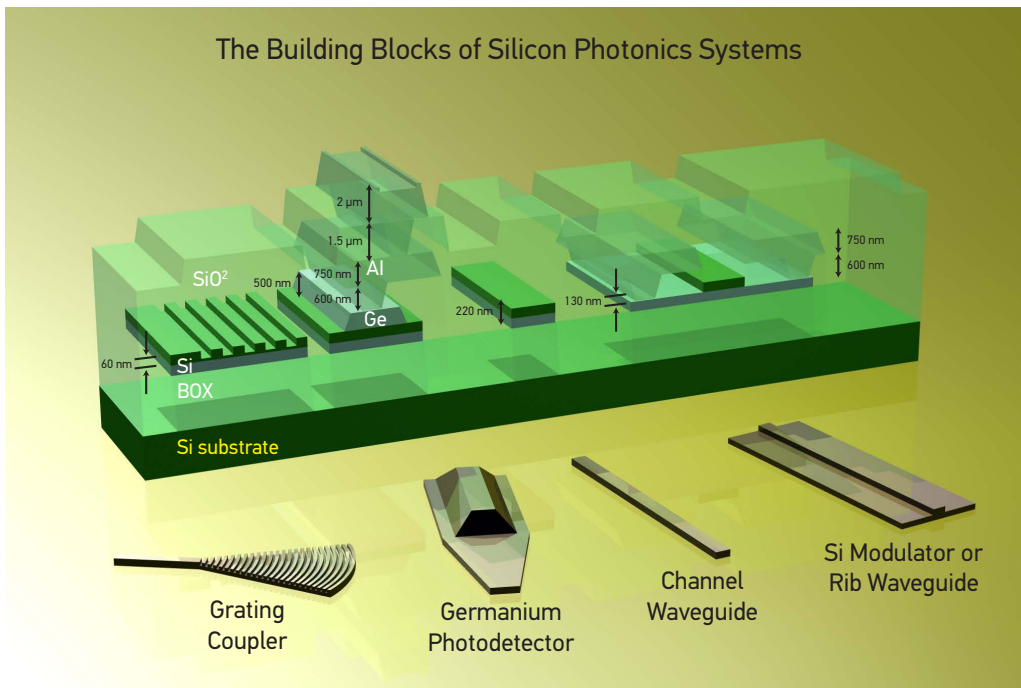 The Building Blocks of Silicon Photonics Systems
2 μm
1.5 μm
Al
750 nm
600 nm
500 nm
Ge
SiO²
220 nm
130 nm
750 nm
600 nm
60 nm
Si
BOX
Si substrate
Grating
Coupler
Germanium
Photodetector
Channel
Waveguide
Si Modulator or
Rib Waveguide